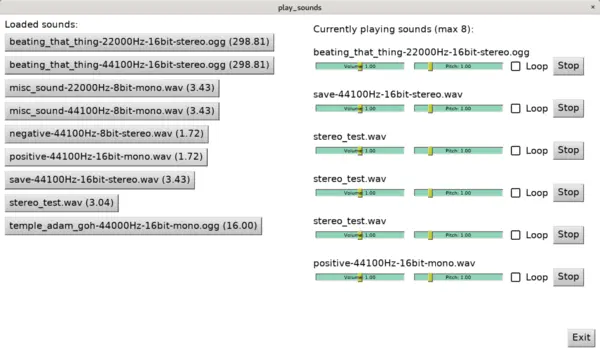 play_sounds
×
Loaded sounds:
beating_that_thing-22000Hz-16bit-stereo.ogg (298.81)
beating_that_thing-44100Hz-16bit-stereo.ogg (298.81)
misc_sound-22000Hz-8bit-mono.wav (3.43)
misc_sound-44100Hz-8bit-mono.wav (3.43)
negative-44100Hz-8bit-stereo.wav (1.72)
positive-44100Hz-16bit-mono.wav (1.72)
save-44100Hz-16bit-stereo.wav (3.43)
stereo_test.wav (3.04)
temple_adam_goh-44000Hz-16bit-mono.ogg (16.00)
Currently playing sounds (max 8):
beating_that_thing-22000Hz-16bit-stereo.ogg
Volume 1.00 Pitch: 1.00 Loop Stop
save-44100Hz-16bit-stereo.wav
Volume 1.00 Pitch: 1.00 Loop Stop
stereo_test.wav
Volume 1.00 Pitch: 1.00 Loop Stop
stereo_test.wav
Volume 1.00 Pitch: 1.00 Loop Stop
stereo_test.wav
Volume 1.00 Pitch: 1.00 Loop Stop
positive-44100Hz-16bit-mono.wav
Volume 1.00 Pitch: 1.00 Loop Stop
Exit